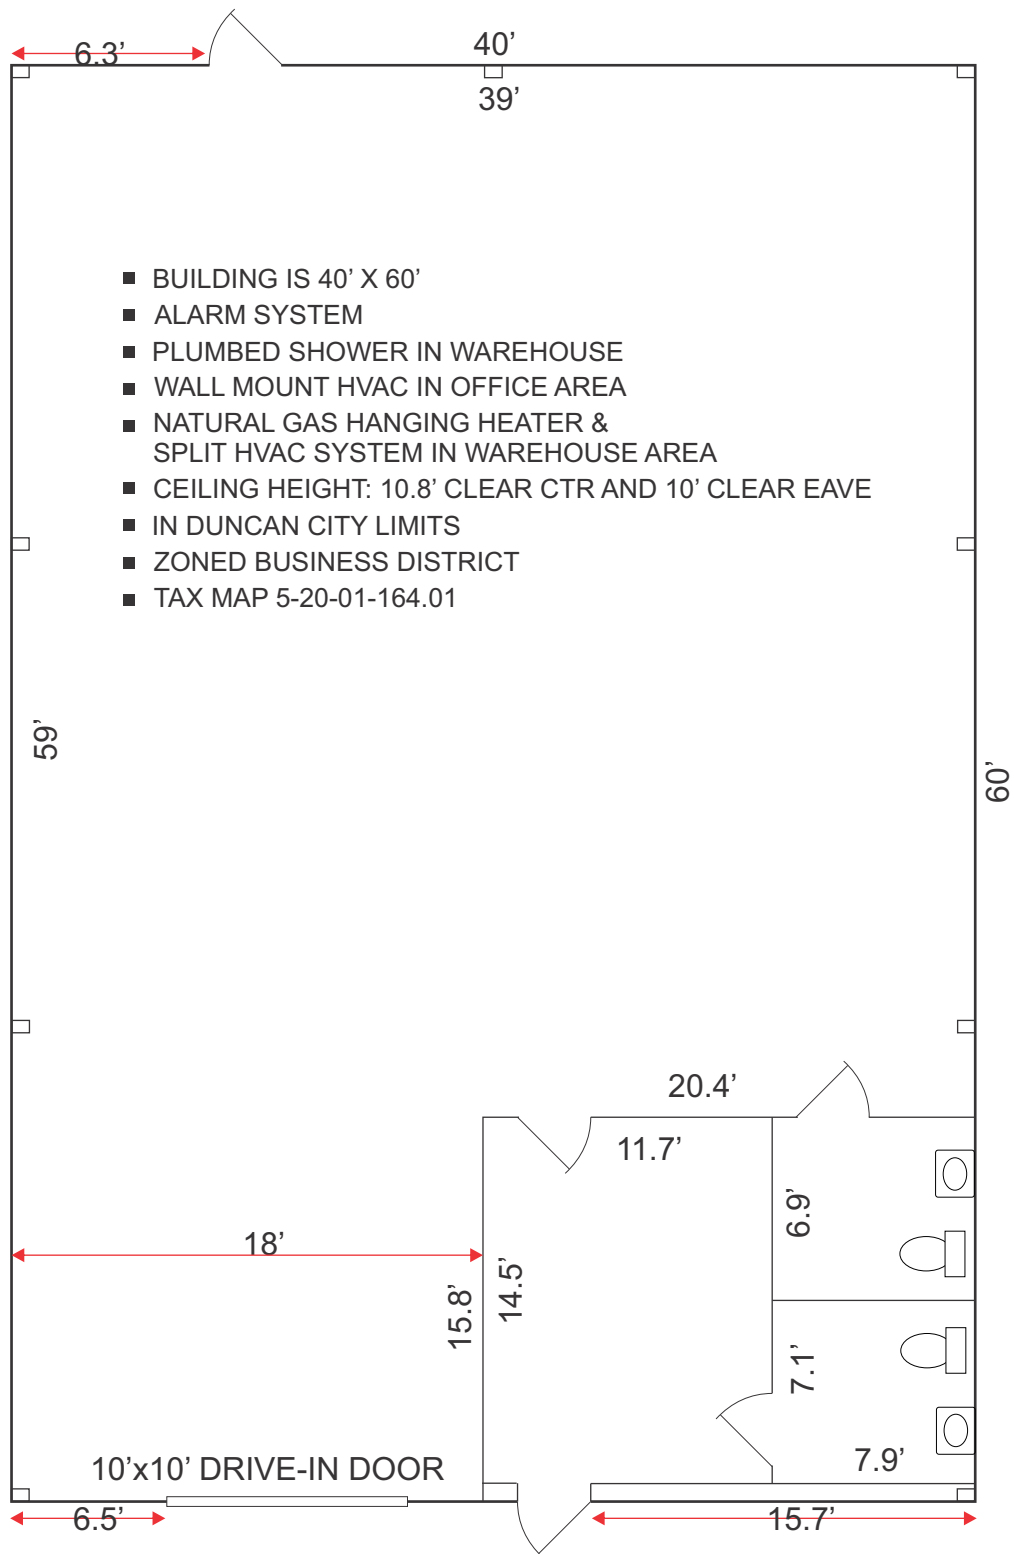 6.3’
40’
39’
BUILDING IS 40’ X 60’
ALARM SYSTEM
PLUMBED SHOWER IN WAREHOUSE
WALL MOUNT HVAC IN OFFICE AREA
NATURAL GAS HANGING HEATER &
SPLIT HVAC SYSTEM IN WAREHOUSE AREA
CEILING HEIGHT: 10.8’ CLEAR CTR AND 10’ CLEAR EAVE
IN DUNCAN CITY LIMITS
ZONED BUSINESS DISTRICT
TAX MAP 5-20-01-164.01
59’
60’
20.4’
11.7’
6.9’
18’
15.8’
14.5’
7.1’
7.9’
10’x10’ DRIVE-IN DOOR
6.5’
15.7’